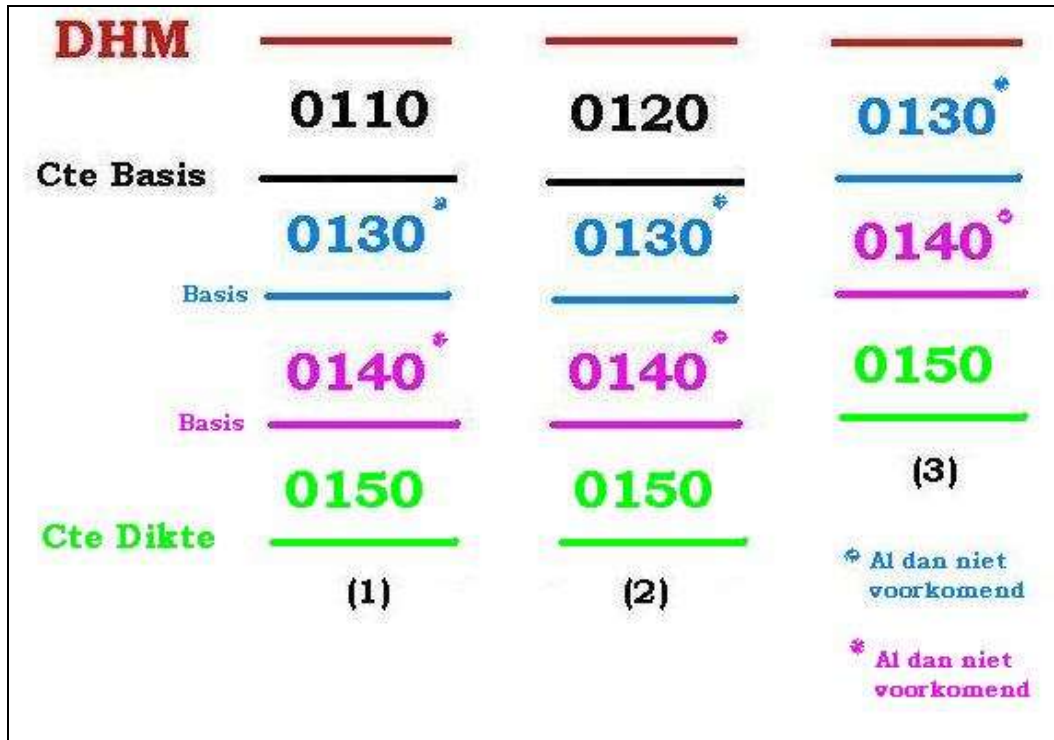 DHM
0110 0120 0130*
Cte Basis
0130* 0130* 0140*
Basis
0140* 0140* 0150
Basis
(3)
0150 0150
Cte Dikte
(1) (2)
* Al dan niet
voorkomend
* Al dan niet
voorkomend